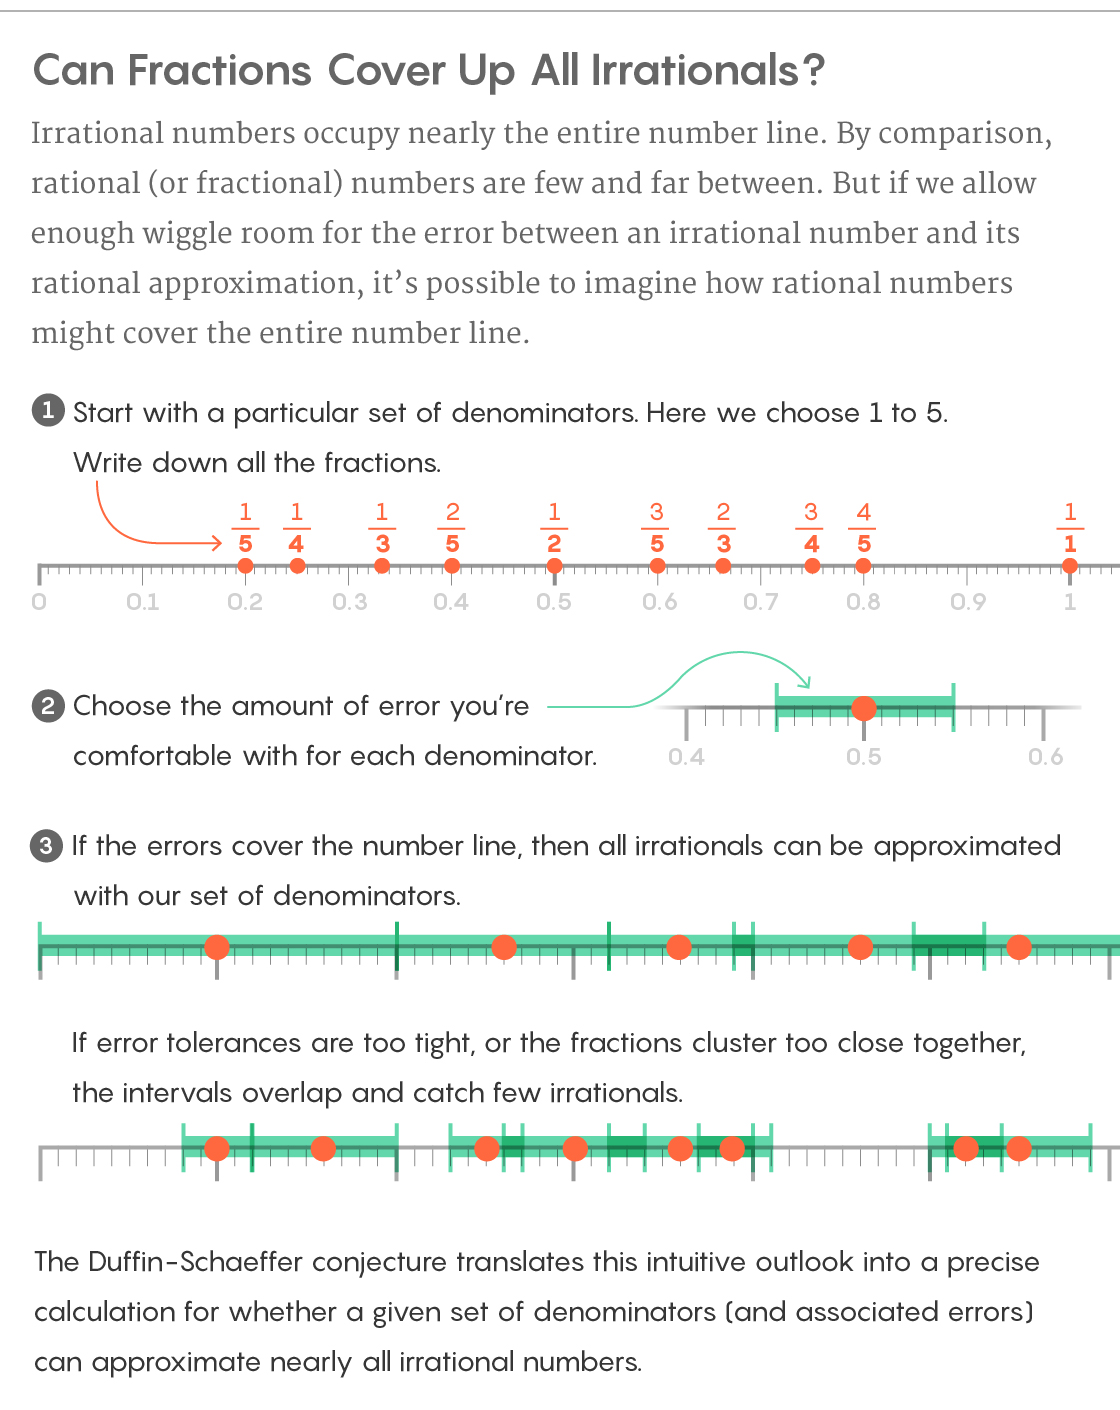 Can Fractions Cover Up All Irrationals?
Irrational numbers occupy nearly the entire number line. By comparison,
rational (or fractional) numbers are few and far between. But if we allow
enough wiggle room for the error between an irrational number and its
rational approximation, it’s possible to imagine how rational numbers
might cover the entire number line.
1 Start with a particular set of denominators. Here we choose 1 to 5.
Write down all the fractions.
1 1 1 2 1 3 2 3 4 1
5 4 3 5 2 5 3 4 5 1
0 0.1 0.2 0.3 0.4 0.5 0.6 0.7 0.8 0.9 1
2 Choose the amount of error you’re
comfortable with for each denominator.
0.4 0.5 0.6
3 If the errors cover the number line, then all irrationals can be approximated
with our set of denominators.
If error tolerances are too tight, or the fractions cluster too close together,
the intervals overlap and catch few irrationals.
The Duffin-Schaeffer conjecture translates this intuitive outlook into a precise
calculation for whether a given set of denominators (and associated errors)
can approximate nearly all irrational numbers.